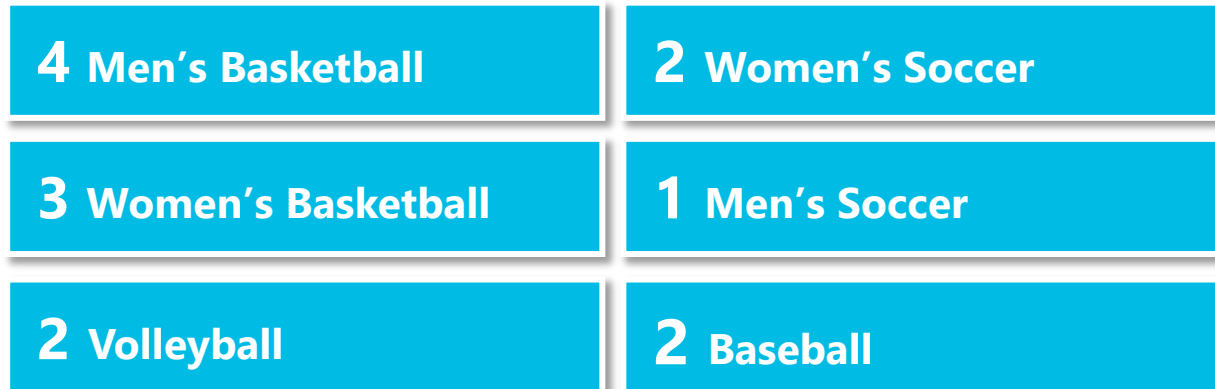 4 Men’s Basketball
2 Women’s Soccer
3 Women’s Basketball
1 Men’s Soccer
2 Volleyball
2 Baseball